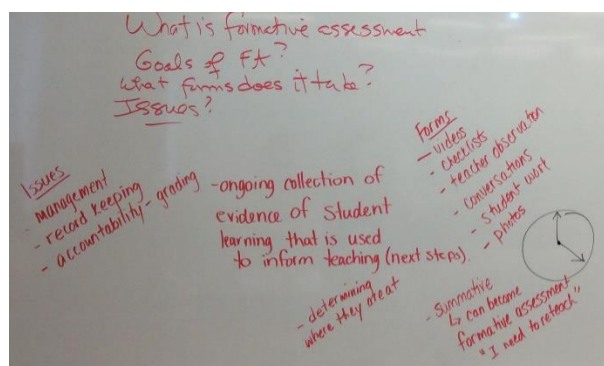 What is formative assessment
Goals of FA?
What forms does it take?
Issues?
Issues
- management
- record keeping
- accountability - grading
- ongoing collection of
evidence of student
learning that is used
to inform teaching (next steps).
- determining
where they are at
Forms
- videos
- checklists
- teacher observation
- conversations
- student work
- photos
- Summative
↳ can become
formative assessment
"I need to reteach"